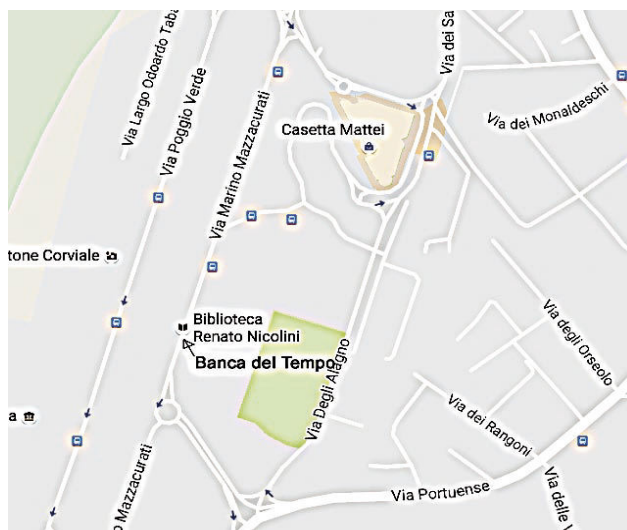 Via Largo Odoardo Taba
Via Poggio Verde
Via Marino Mazzacurati
Via dei Sa
Casetta Mattei
Via dei Monaldeschi
tone Corviale
Biblioteca
Renato Nicolini
Banca del Tempo
Via Degli Alagno
Via degli Orseolo
a
Via dei Rangoni
o Mazzacurati
Via Portuense
Via delle V